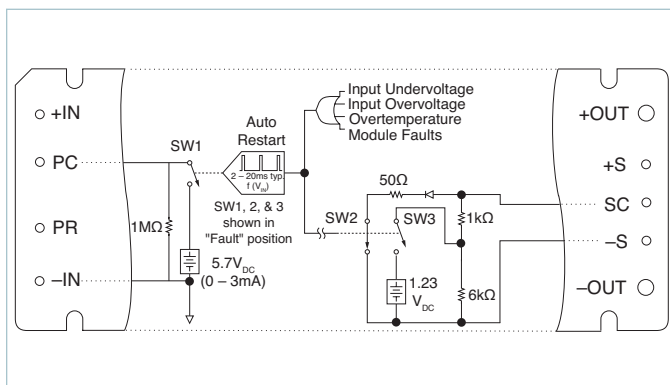 +IN
PC
PR
–IN
1MΩ
SW1
5.7V DC
(0 – 3mA)
Auto
Restart
2 – 20ms typ.
f (VIN)
SW1, 2, & 3
shown in
"Fault" position
Input Undervoltage
Input Overvoltage
Overtemperature
Module Faults
SW2
50Ω
SW3
1kΩ
1.23
V DC
6kΩ
+OUT
+S
SC
–S
–OUT